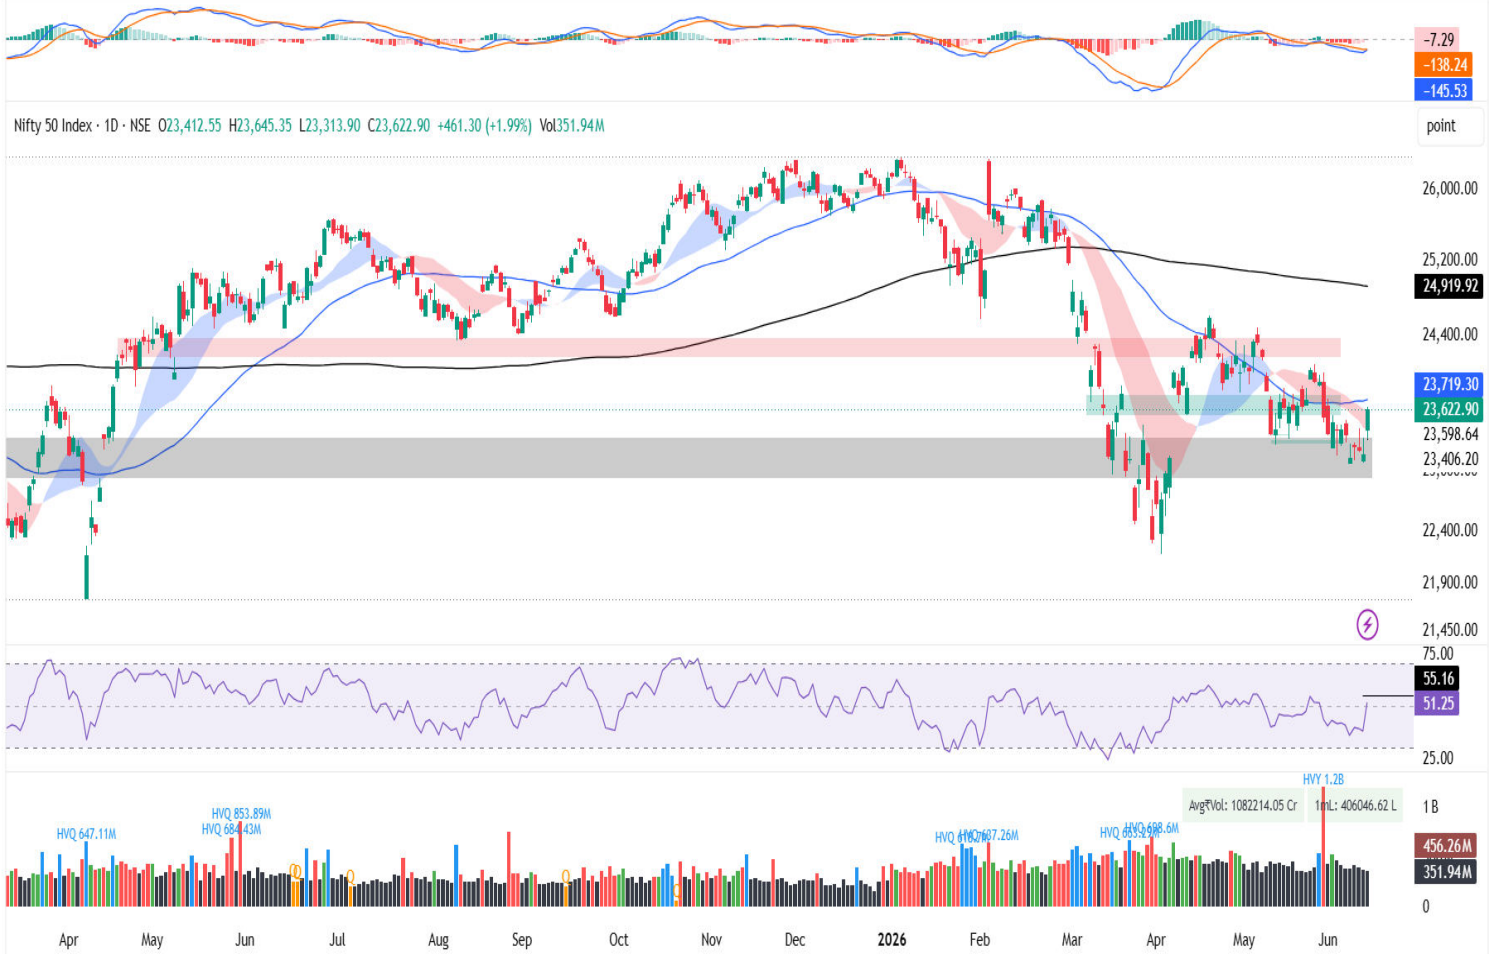 −7.29
−138.24
−145.53
Nifty 50 Index · 1D · NSE O23,412.55 H23,645.35 L23,313.90 C23,622.90 +461.30 (+1.99%) Vol351.94M
point
26,000.00
25,200.00
24,919.92
24,400.00
23,719.30
23,622.90
23,598.64
23,406.20
22,400.00
21,900.00
21,450.00
75.00
55.16
51.25
25.00
HVY 1.2B
Avg₹Vol: 1082214.05 Cr
1mL: 406046.62 L
1B
HVQ 853.89M
HVQ 684.43M
HVQ 647.11M
456.26M
351.94M
0
Apr May Jun Jul Aug Sep Oct Nov Dec 2026 Feb Mar Apr May Jun